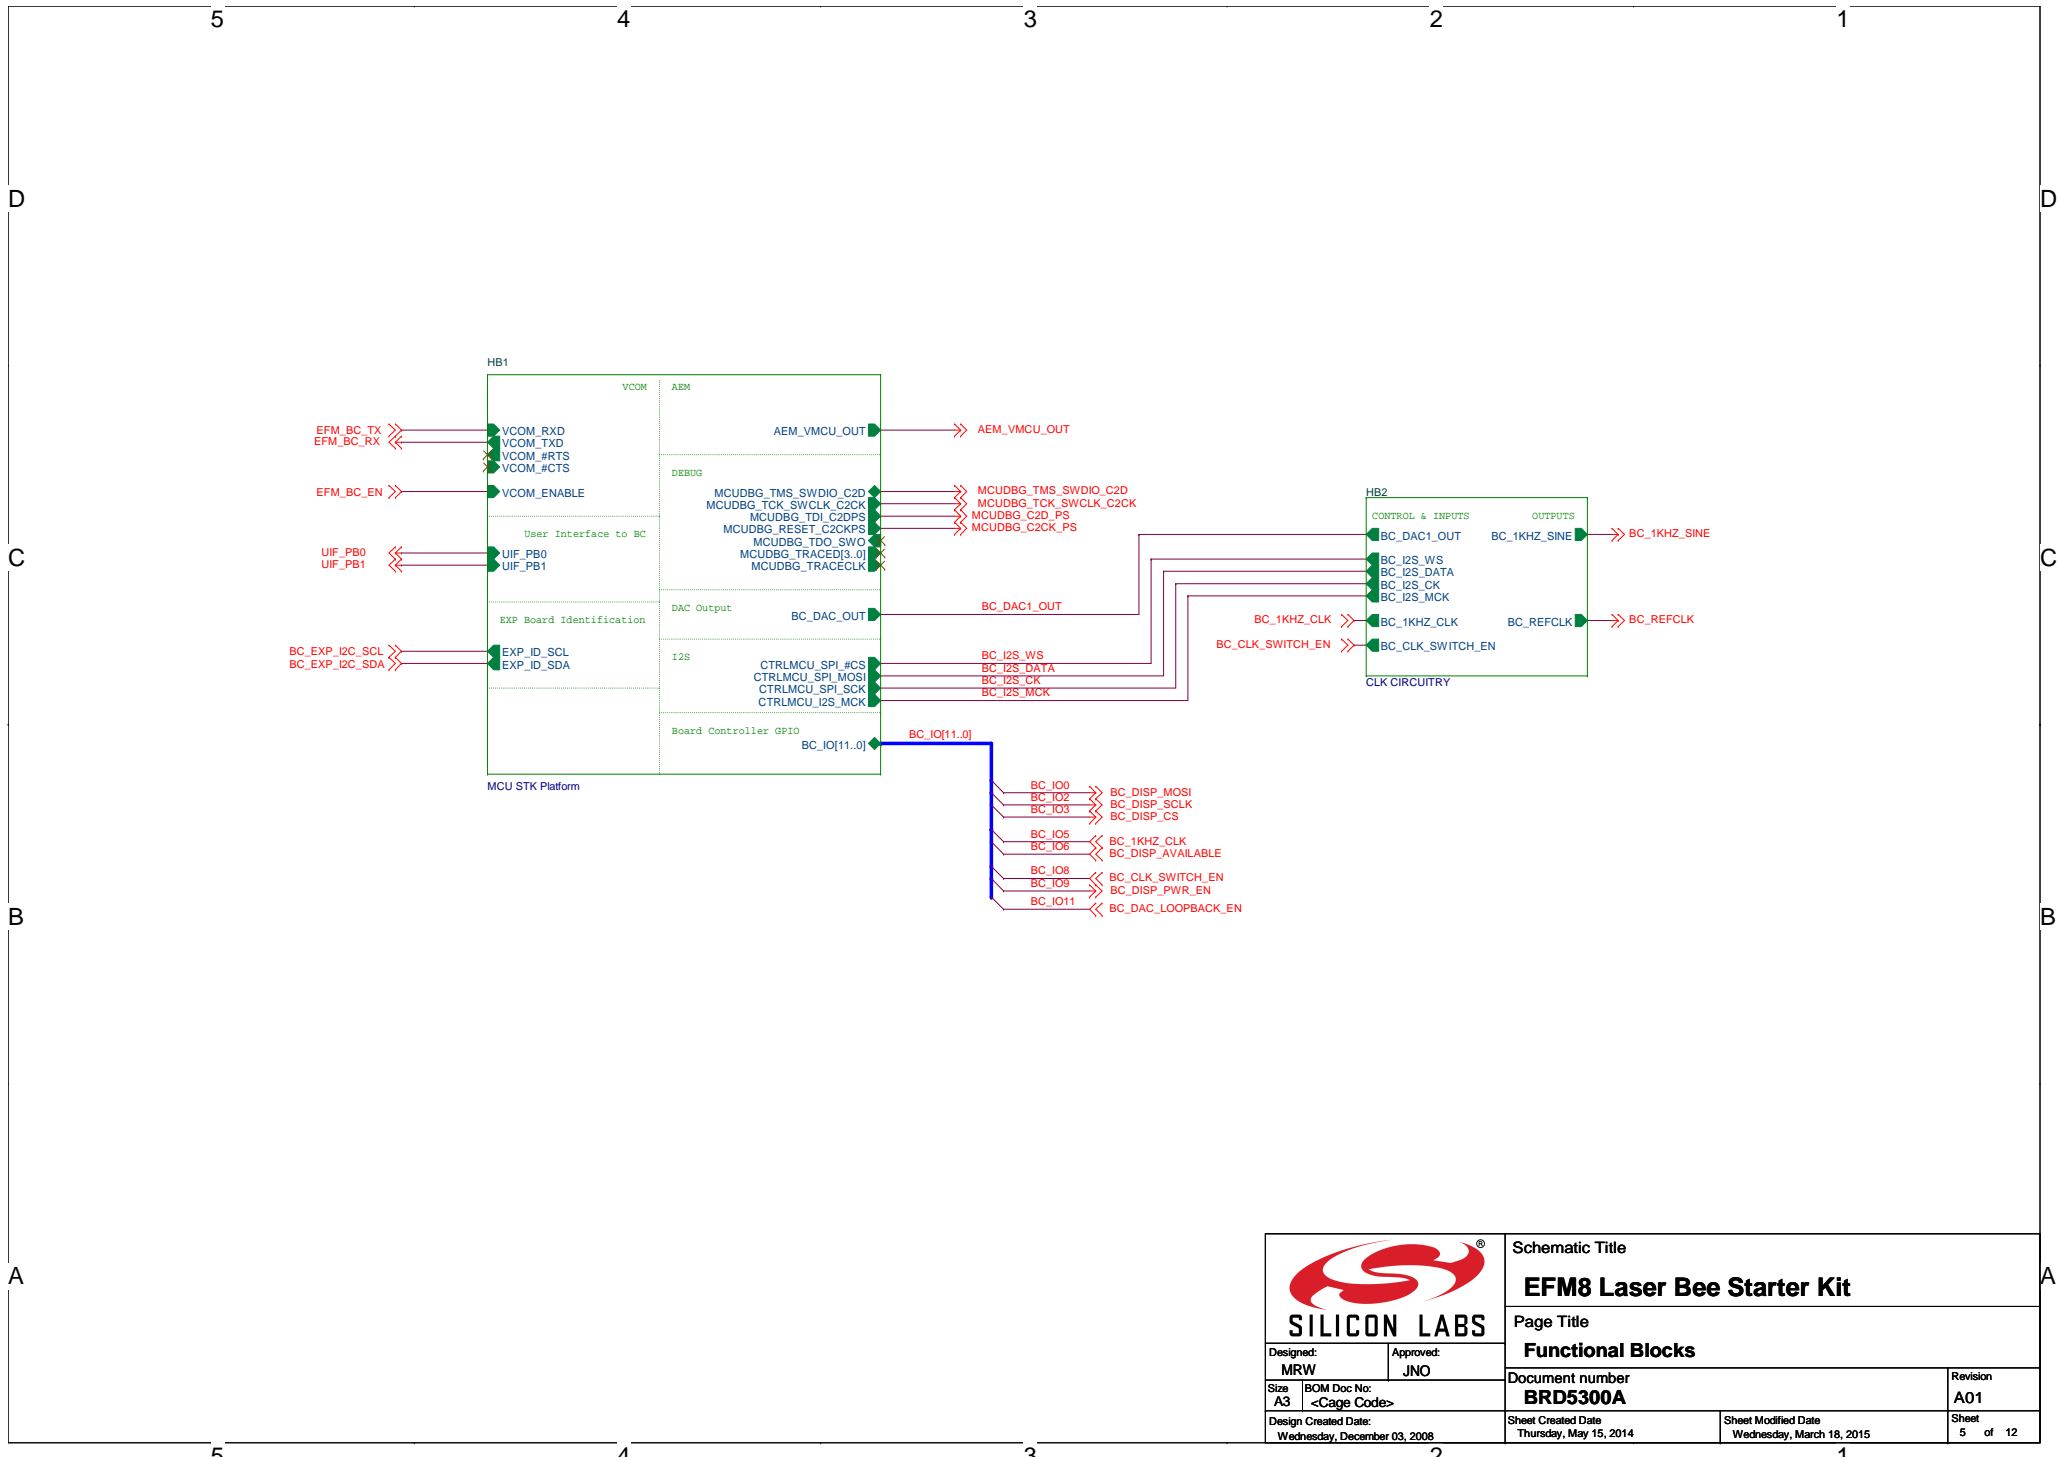 5 4 3 2 1
D D
HB1
VCOM AEM
EFM_BC_TX VCOM_RXD AEM_VMCU_OUT AEM_VMCU_OUT
EFM_BC_RX VCOM_TXD
VCOM_#RTS
VCOM_#CTS
DEBUG
EFM_BC_EN VCOM_ENABLE MCUDBG_TMS_SWDIO_C2D MCUDBG_TMS_SWDIO_C2D
MCUDBG_TCK_SWCLK_C2CK MCUDBG_TCK_SWCLK_C2CK
MCUDBG_TDI_C2DPS MCUDBG_C2D_PS
MCUDBG_RESET_C2CKPS MCUDBG_C2CK_PS
User Interface to BC MCUDBG_TDO_SWO
UIF_PB0 UIF_PB0 MCUDBG_TRACED[3..0]
UIF_PB1 UIF_PB1 MCUDBG_TRACECLK
C C
DAC Output
BC_DAC_OUT BC_DAC1_OUT
EXP Board Identification
BC_EXP_I2C_SCL EXP_ID_SCL
BC_EXP_I2C_SDA EXP_ID_SDA
I2S
CTRLMCU_SPI_#CS BC_I2S_WS
CTRLMCU_SPI_MOSI BC_I2S_DATA
CTRLMCU_SPI_SCK BC_I2S_CK
CTRLMCU_I2S_MCK BC_I2S_MCK
Board Controller GPIO
BC_IO[11..0] BC_IO[11..0]
MCU STK Platform
HB2
CONTROL & INPUTS OUTPUTS
BC_DAC1_OUT BC_1KHZ_SINE BC_1KHZ_SINE
BC_I2S_WS
BC_I2S_DATA
BC_I2S_CK
BC_I2S_MCK
BC_1KHZ_CLK BC_1KHZ_CLK BC_REFCLK BC_REFCLK
BC_CLK_SWITCH_EN BC_CLK_SWITCH_EN
CLK CIRCUITRY
BC_IO0 BC_DISP_MOSI
BC_IO2 BC_DISP_SCLK
BC_IO3 BC_DISP_CS
BC_IO5 BC_1KHZ_CLK
BC_IO6 BC_DISP_AVAILABLE
BC_IO8 BC_CLK_SWITCH_EN
BC_IO9 BC_DISP_PWR_EN
BC_IO11 BC_DAC_LOOPBACK_EN
B B
A A
®
SILICON LABS
Schematic Title
EFM8 Laser Bee Starter Kit
Page Title
Functional Blocks
Designed: Approved:
MRW JNO
Size BOM Doc No:
A3 <Cage Code>
Document number Revision
BRD5300A A01
Design Created Date: Sheet Created Date Sheet Modified Date Sheet
Wednesday, December 03, 2008 Thursday, May 15, 2014 Wednesday, March 18, 2015 5 of 12
5 4 3 2 1